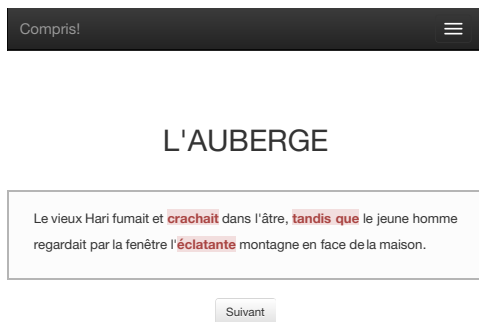 Compris!
L'AUBERGE
Le vieux Hari fumait et crachait dans l'âtre, tandis que le jeune homme
regardait par la fenêtre l'éclatante montagne en face de la maison.
Suivant